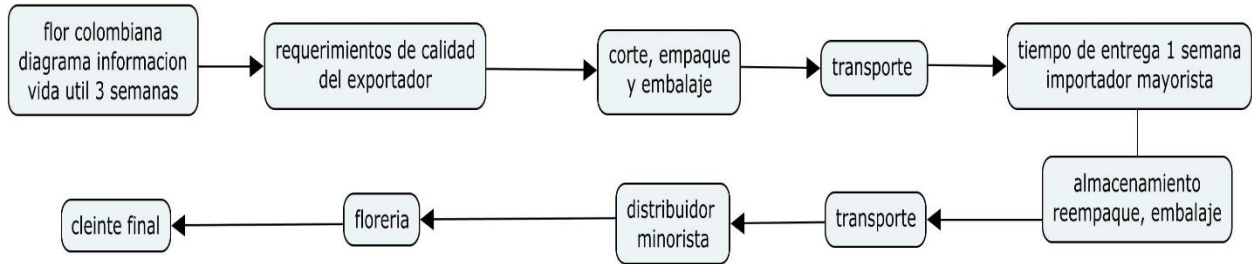 flor colombiana
diagrama informacion
vida util 3 semanas
requerimientos de calidad
del exportador
corte, empaque
y embalaje
transporte
tiempo de entrega 1 semana
importador mayorista
almacenamiento
reempaque, embalaje
transporte
distribuidor
minorista
floreria
cleinte final